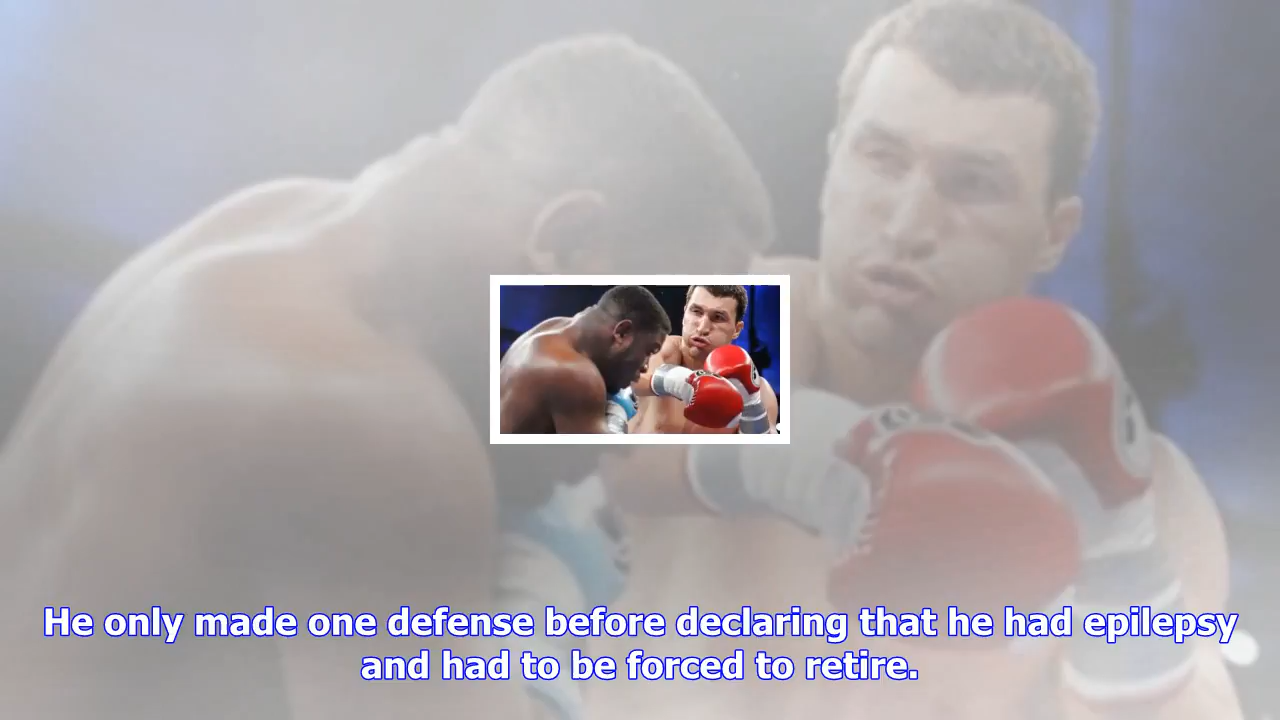 He only made one defense before declaring that he had epilepsy
and had to be forced to retire.